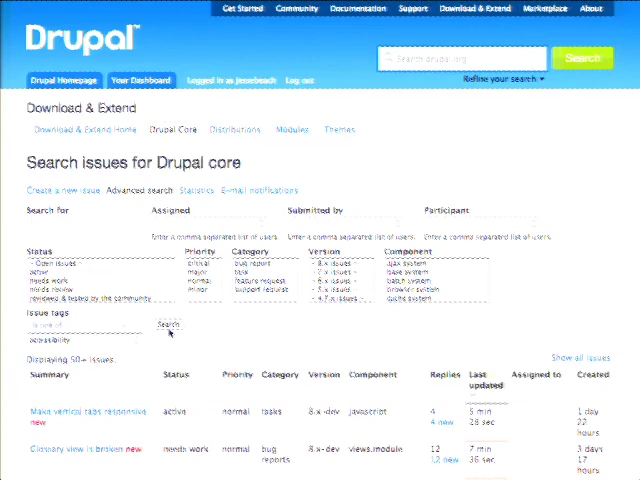 Get Started Community Documentation Support Download & Extend Marketplace About
Drupal™
Search drupal.org
Search
Refine your search
Drupal Homepage Your Dashboard Logged in as jessebeach Log out
Download & Extend
Download & Extend Home Drupal Core Distributions Modules Themes
Search issues for Drupal core
Create a new issue Advanced search Statistics E-mail notifications
Search for Assigned Submitted by Participant
Enter a comma separated list of users. Enter a comma separated list of users. Enter a comma separated list of users.
Status Priority Category Version Component
- Open issues - critical bug report - 8.x issues - ajax system
active major task - 7.x issues - base system
needs work normal feature request - 6.x issues - batch system
needs review minor support request - 5.x issues - browser system
reviewed & tested by the community - 4.7.x issues - cache system
Issue tags
Is one of Search
accessibility
Displaying 50+ issues. Show all issues
Summary Status Priority Category Version Component Replies Last updated Assigned to Created
Make vertical tabs responsive new active normal tasks 8.x-dev javascript 4 4 new 5 min 28 sec 1 day 22 hours
Glossary view is broken new needs work normal bug reports 8.x-dev views.module 12 12 new 7 min 36 sec 3 days 17 hours